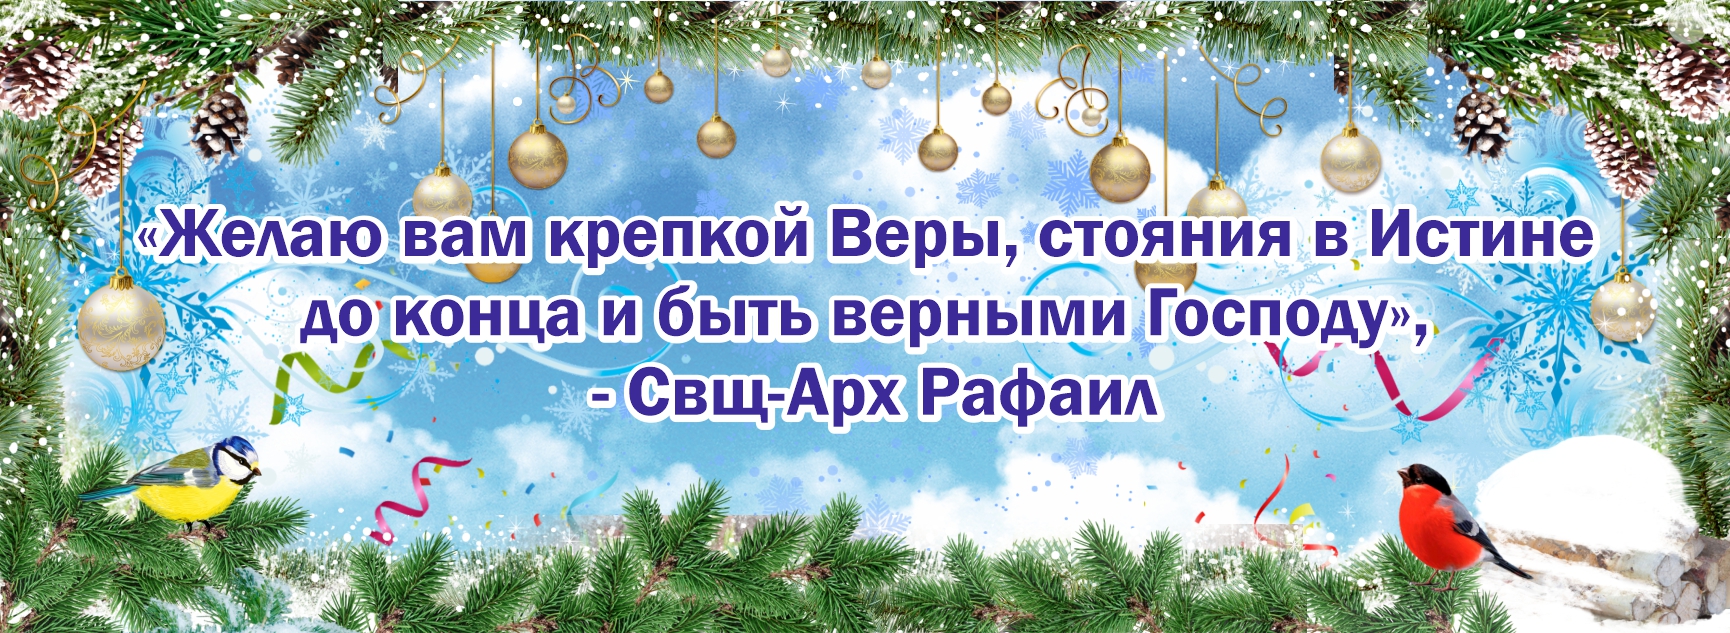 «Желаю вам крепкой Веры, стояния в Истине
до конца и быть верными Господу»,
- Свщ-Арх Рафаил